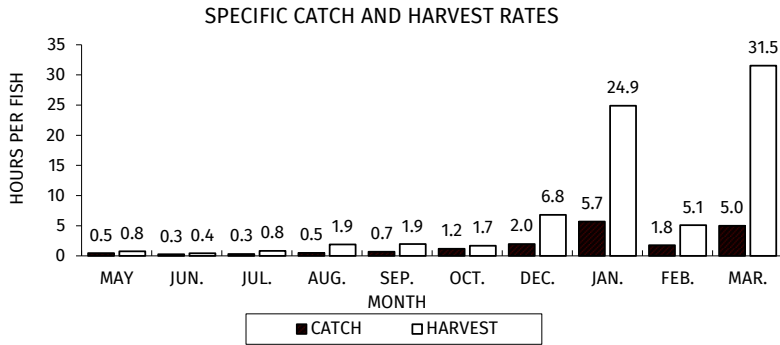 SPECIFIC CATCH AND HARVEST RATES
HOURS PER FISH
35
30
25
20
15
10
5
0
0.5 0.8 0.3 0.4 0.3 0.8 0.5 1.9 0.7 1.9 1.2 1.7 2.0 6.8 5.7 24.9 1.8 5.1 5.0 31.5
MAY JUN. JUL. AUG. SEP. OCT. DEC. JAN. FEB. MAR.
MONTH
CATCH HARVEST